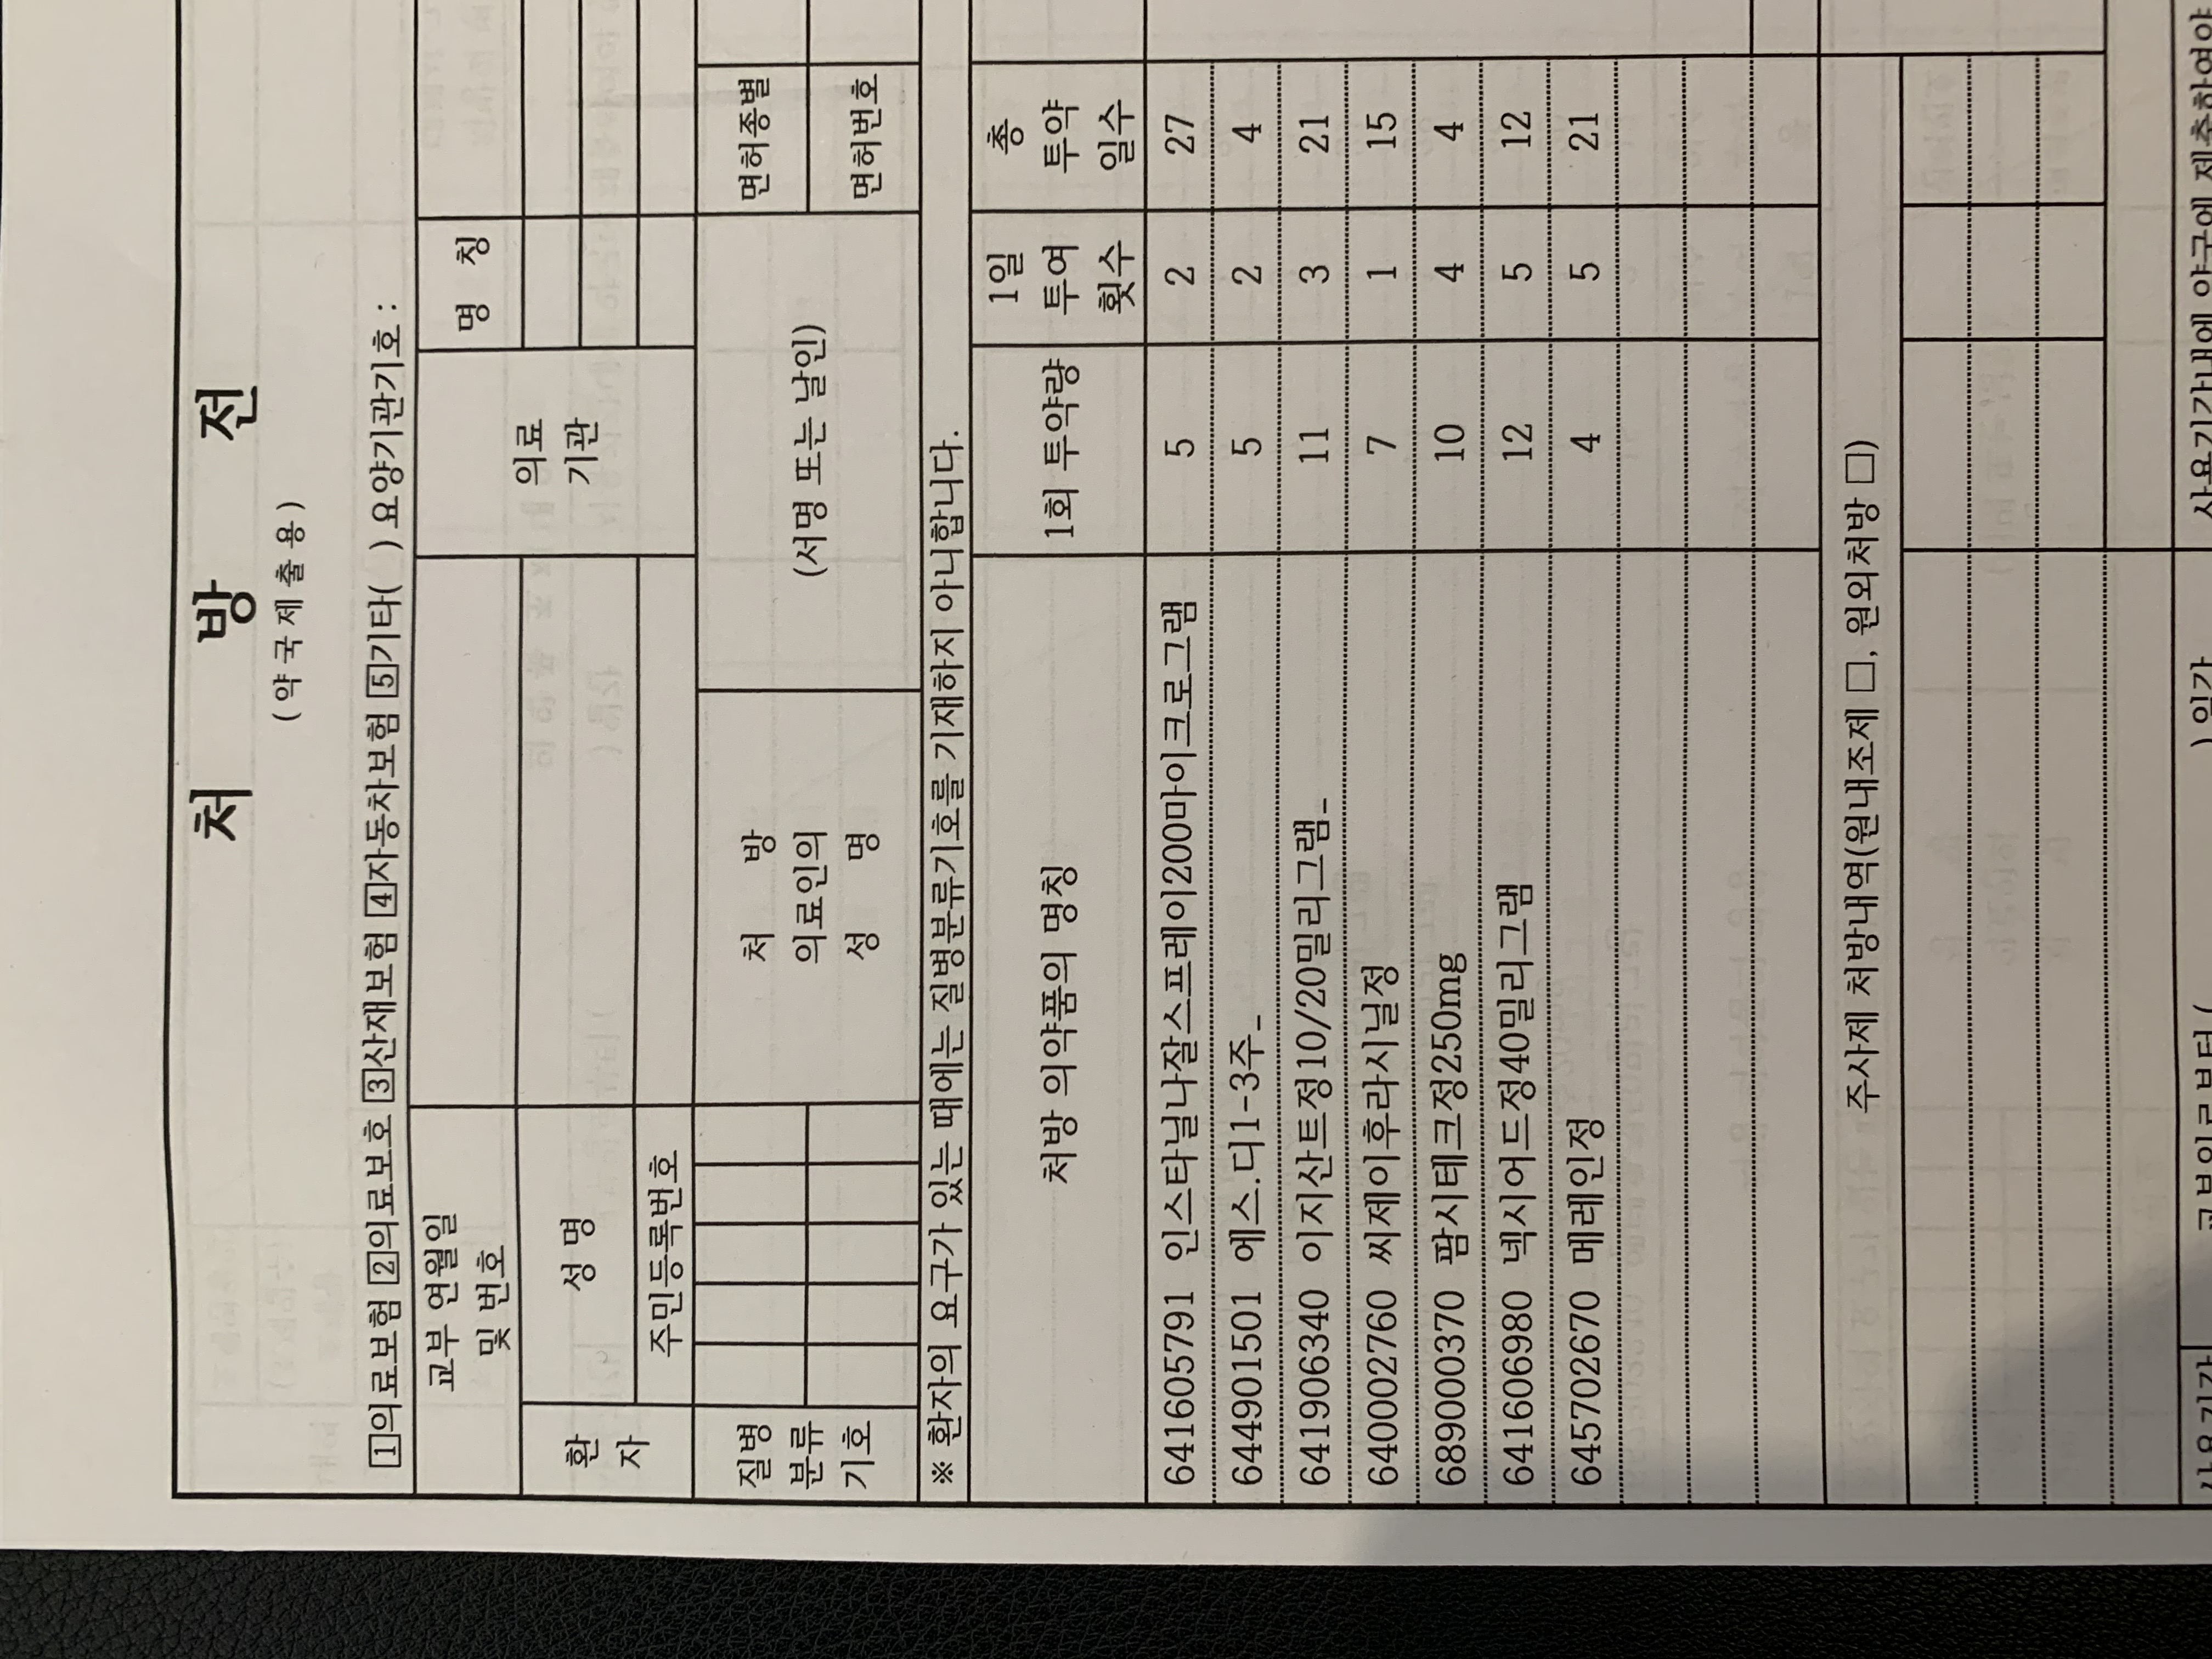 처 방 전
(약국제출용)
1의료보험 2의료보호 3산재보험 4자동차보험 5기타( ) 요양기관기호 :
교부 연월일
및 번호
의료
기관
명 칭
환
자
성 명
주민등록번호
질병
분류
기호
처 방
의료인의
성 명
(서명 또는 날인)
면허종별
면허번호
※ 환자의 요구가 있는 때에는 질병분류기호를 기재하지 아니합니다.
처방 의약품의 명칭
1회 투약량
1일
투여
횟수
총
투약
일수
641605791 인스타닐나잘스프레이200마이크로그램 5 2 27
644901501 에스.디1-3주_ 5 2 4
641906340 이지산트정10/20밀리그램_ 11 3 21
640002760 씨제이후라시닐정 7 1 15
689000370 팜시테크정250mg 10 4 4
641606980 넥시어드정40밀리그램 12 5 12
645702670 메레인정 4 5 21
주사제 처방내역(원내조제 □, 원외처방 □)
사용기간 교부일로부터 ( ) 일간 사용기간내에 약국에 제출하여야